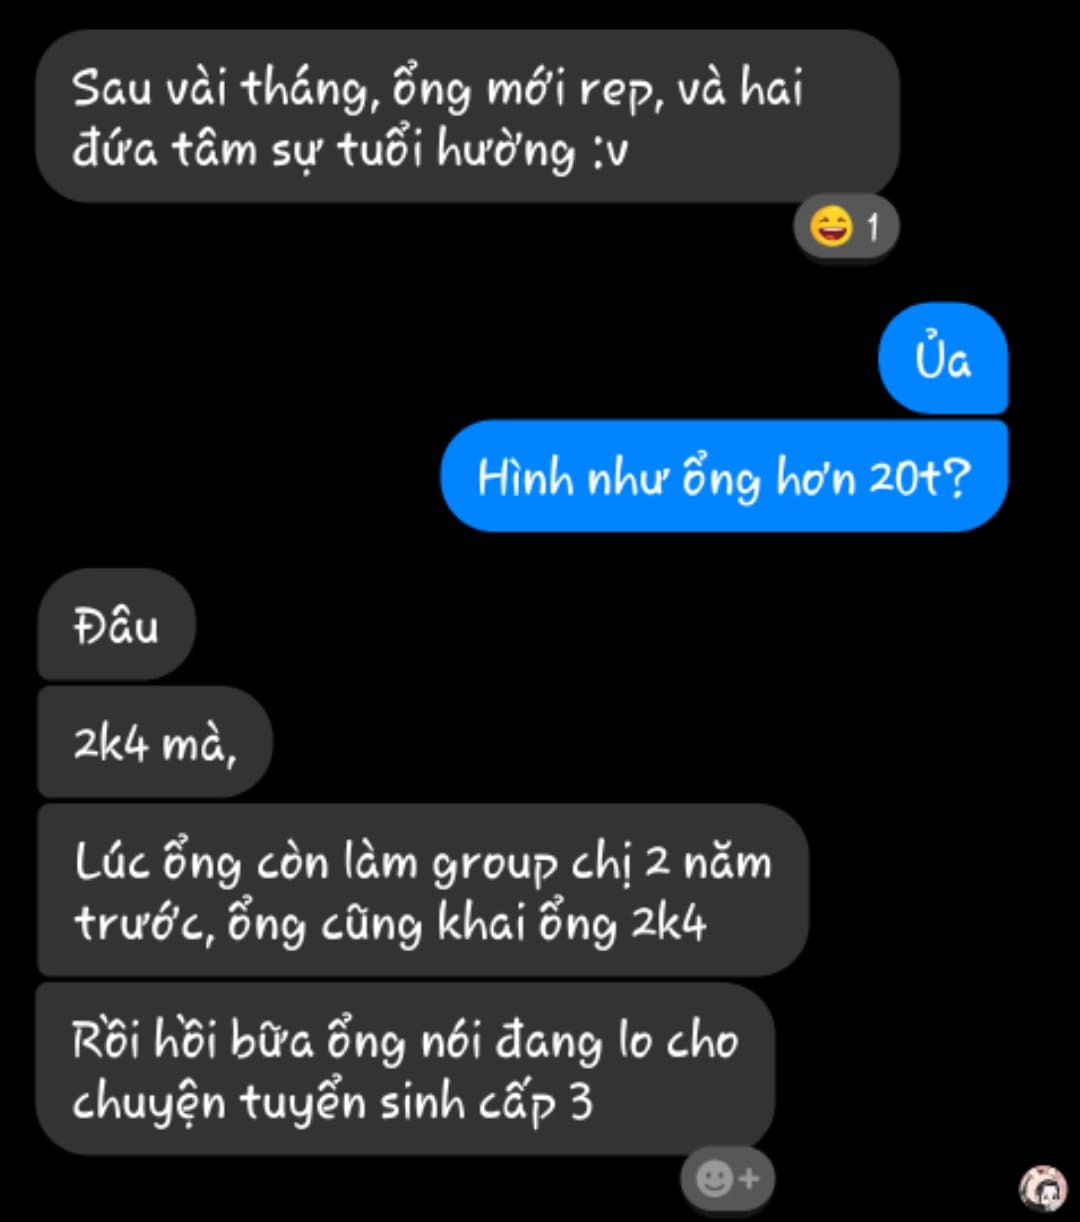 Sau vài tháng, ổng mới rep, và hai
đứa tâm sự tuổi hường :v
😄 1
Ủa
Hình như ổng hơn 20t?
Đâu
2k4 mà,
Lúc ổng còn làm group chị 2 năm
trước, ổng cũng khai ổng 2k4
Rồi hồi bữa ổng nói đang lo cho
chuyện tuyển sinh cấp 3